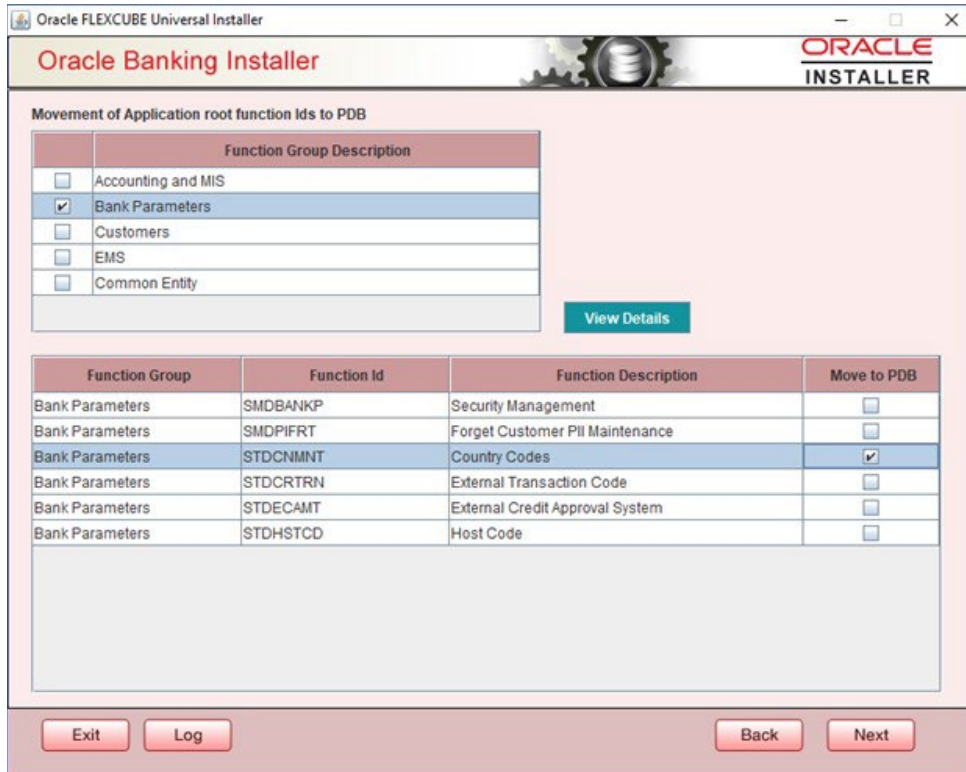 Oracle FLEXCUBE Universal Installer
Oracle Banking Installer
ORACLE
INSTALLER
Movement of Application root function Ids to PDB
Function Group Description
Accounting and MIS
Bank Parameters
Customers
EMS
Common Entity
View Details
Function Group Function Id Function Description Move to PDB
Bank Parameters SMDBANKP Security Management
Bank Parameters SMDPIFRT Forget Customer PII Maintenance
Bank Parameters STDCNMNT Country Codes
Bank Parameters STDCRTRN External Transaction Code
Bank Parameters STDECAMT External Credit Approval System
Bank Parameters STDHSTCD Host Code
Exit Log Back Next